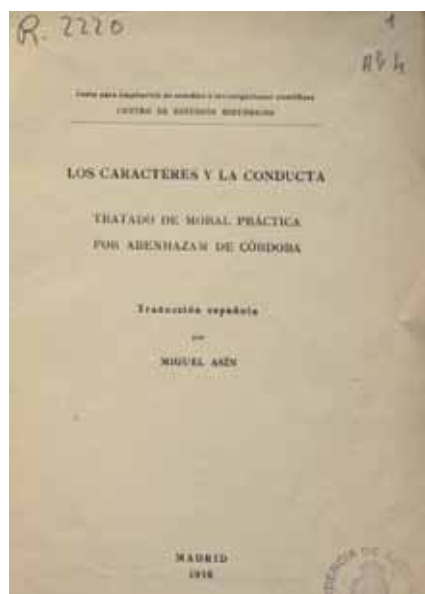 R. 2220
1
Junta para ampliación de estudios e investigaciones científicas
CENTRO DE ESTUDIOS HISTÓRICOS
LOS CARACTERES Y LA CONDUCTA
TRATADO DE MORAL PRÁCTICA
POR ABENHAZAM DE CÓRDOBA
Traducción española
por
MIGUEL ASÍN
MADRID
1916